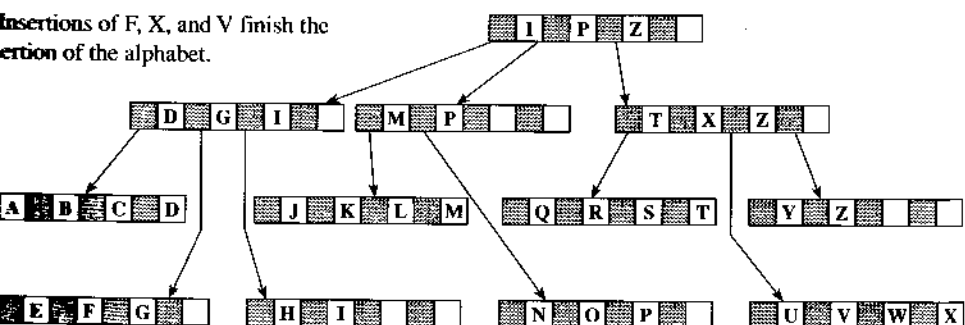 Insertions of F, X, and V finish the
ertion of the alphabet.
I P Z
D G I
M P
T X Z
A B C D
J K L M
Q R S T
Y Z
E F G
H I
N O P
U V W X